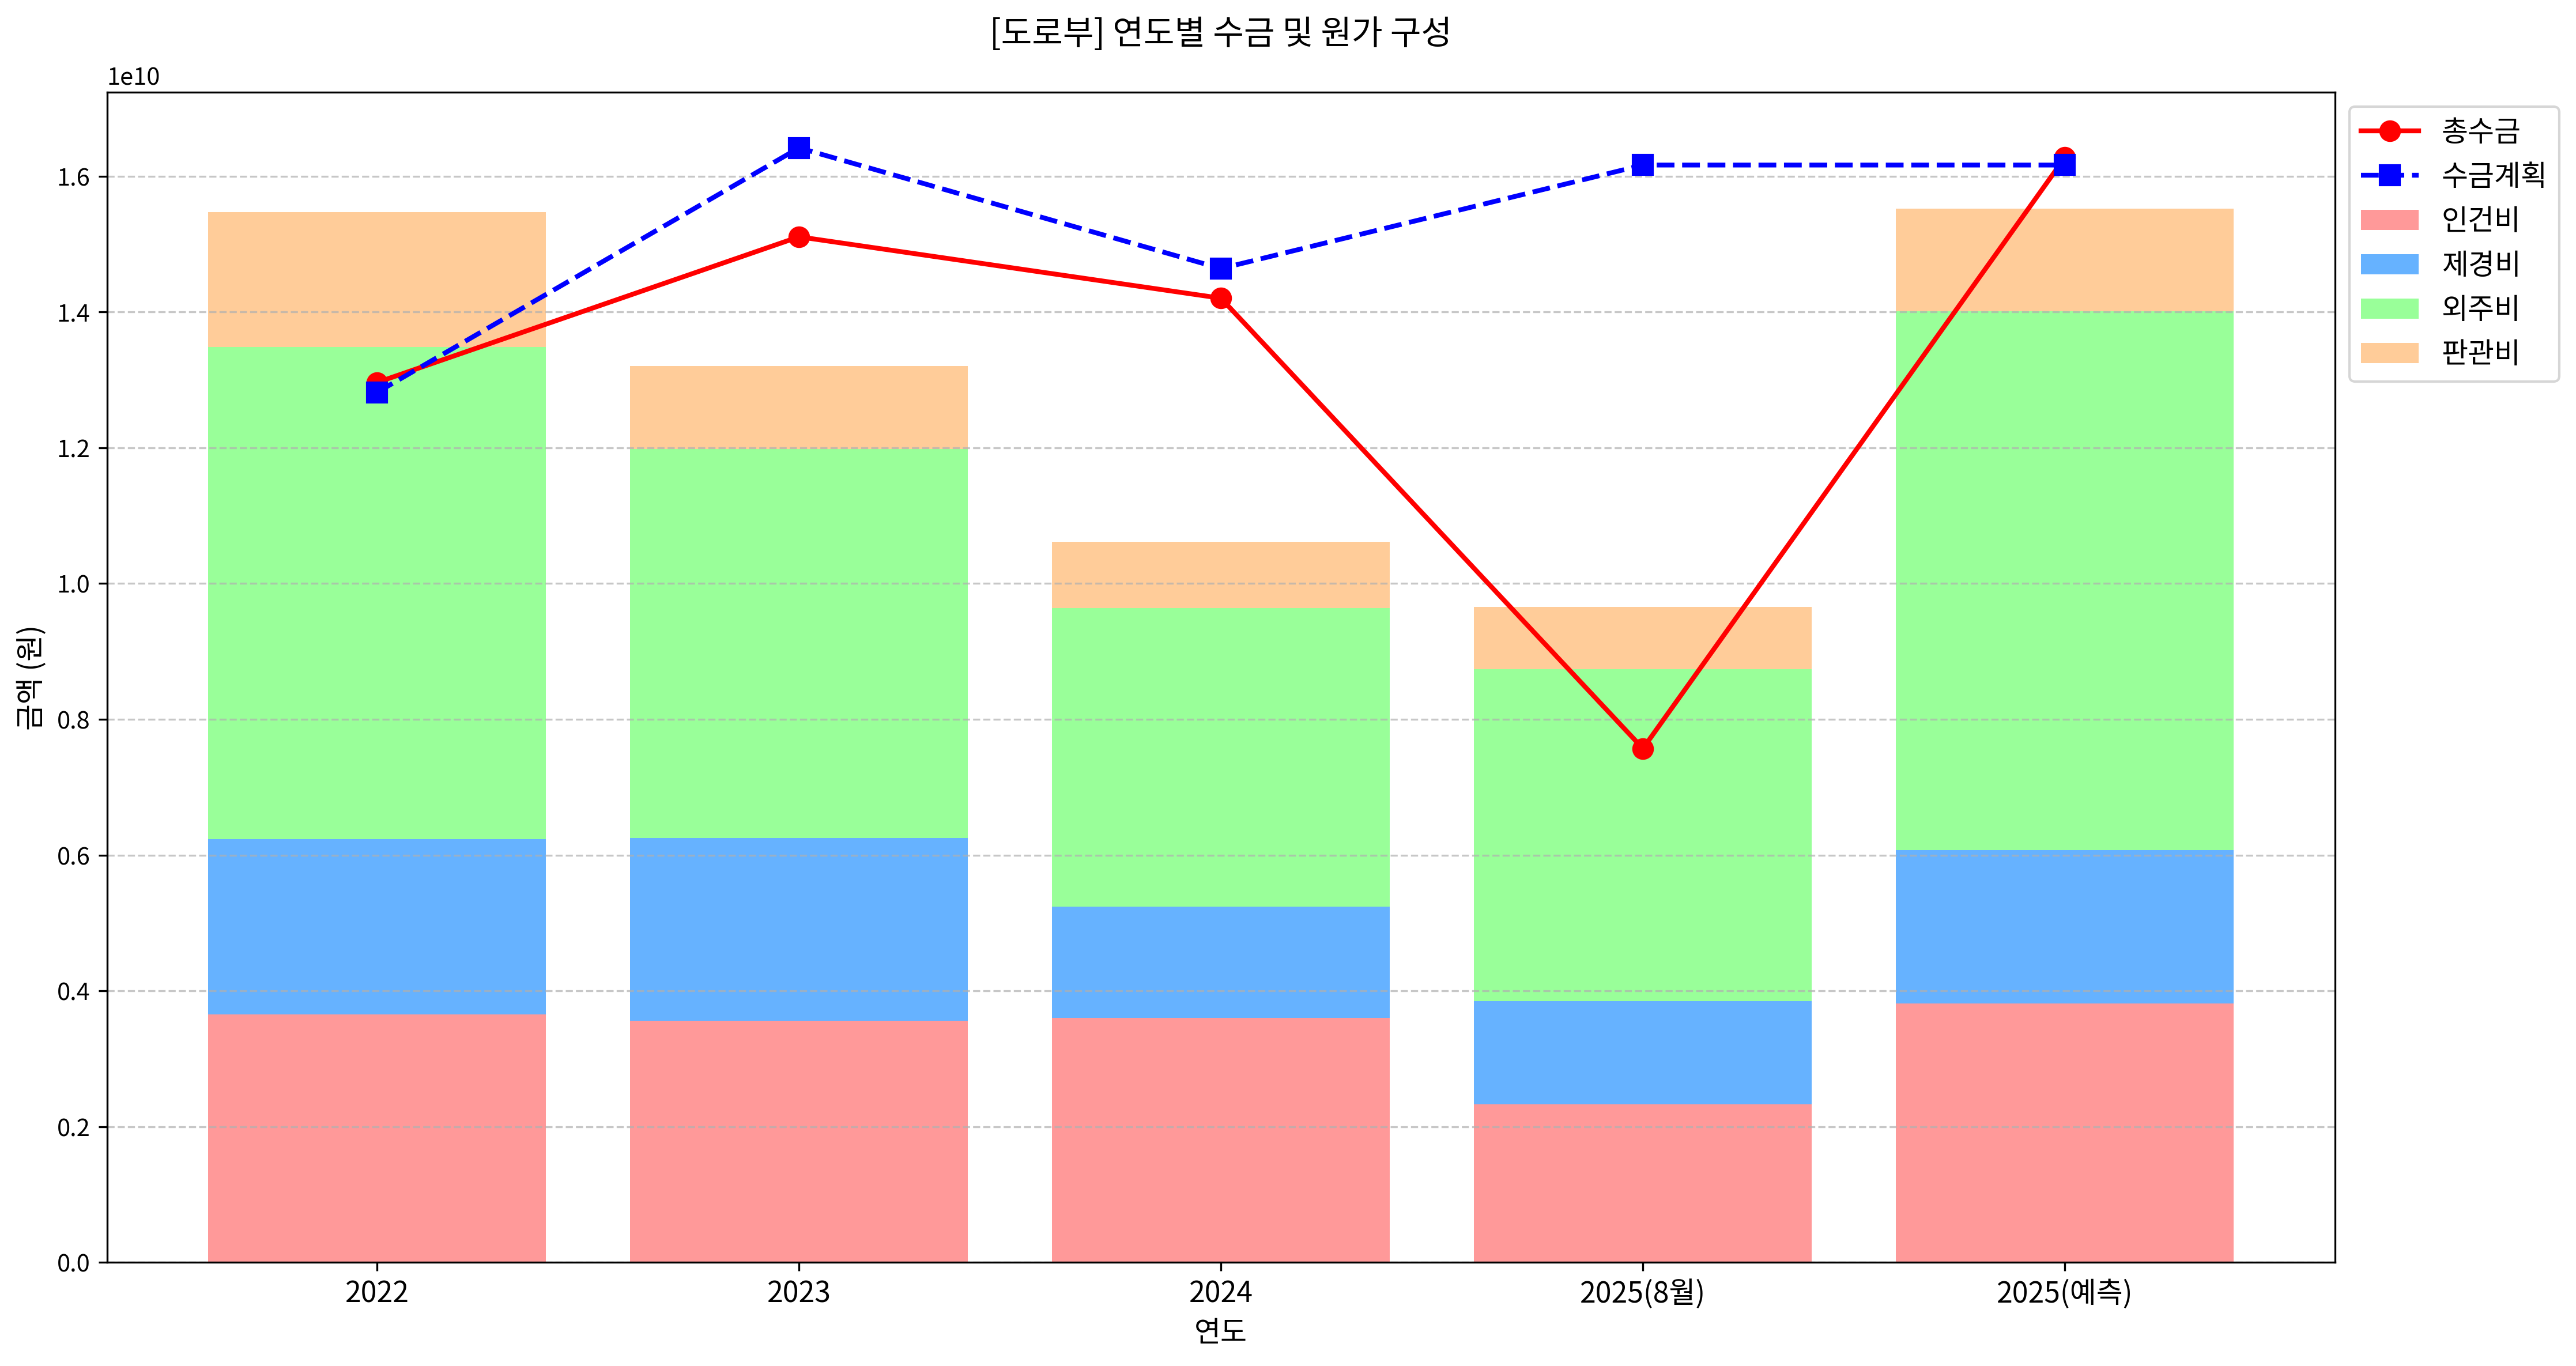 [도로부] 연도별 수금 및 원가 구성
1e10
1.6
1.4
1.2
1.0
0.8
0.6
0.4
0.2
0.0
금액 (원)
2022
2023
2024
2025(8월)
2025(예측)
연도
총수금
수금계획
인건비
제경비
외주비
판관비